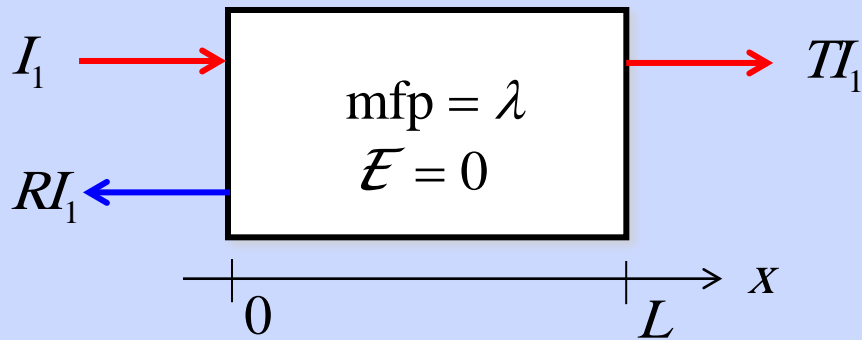 I₁
TI₁
mfp = λ
ℰ = 0
RI₁
x
0
L